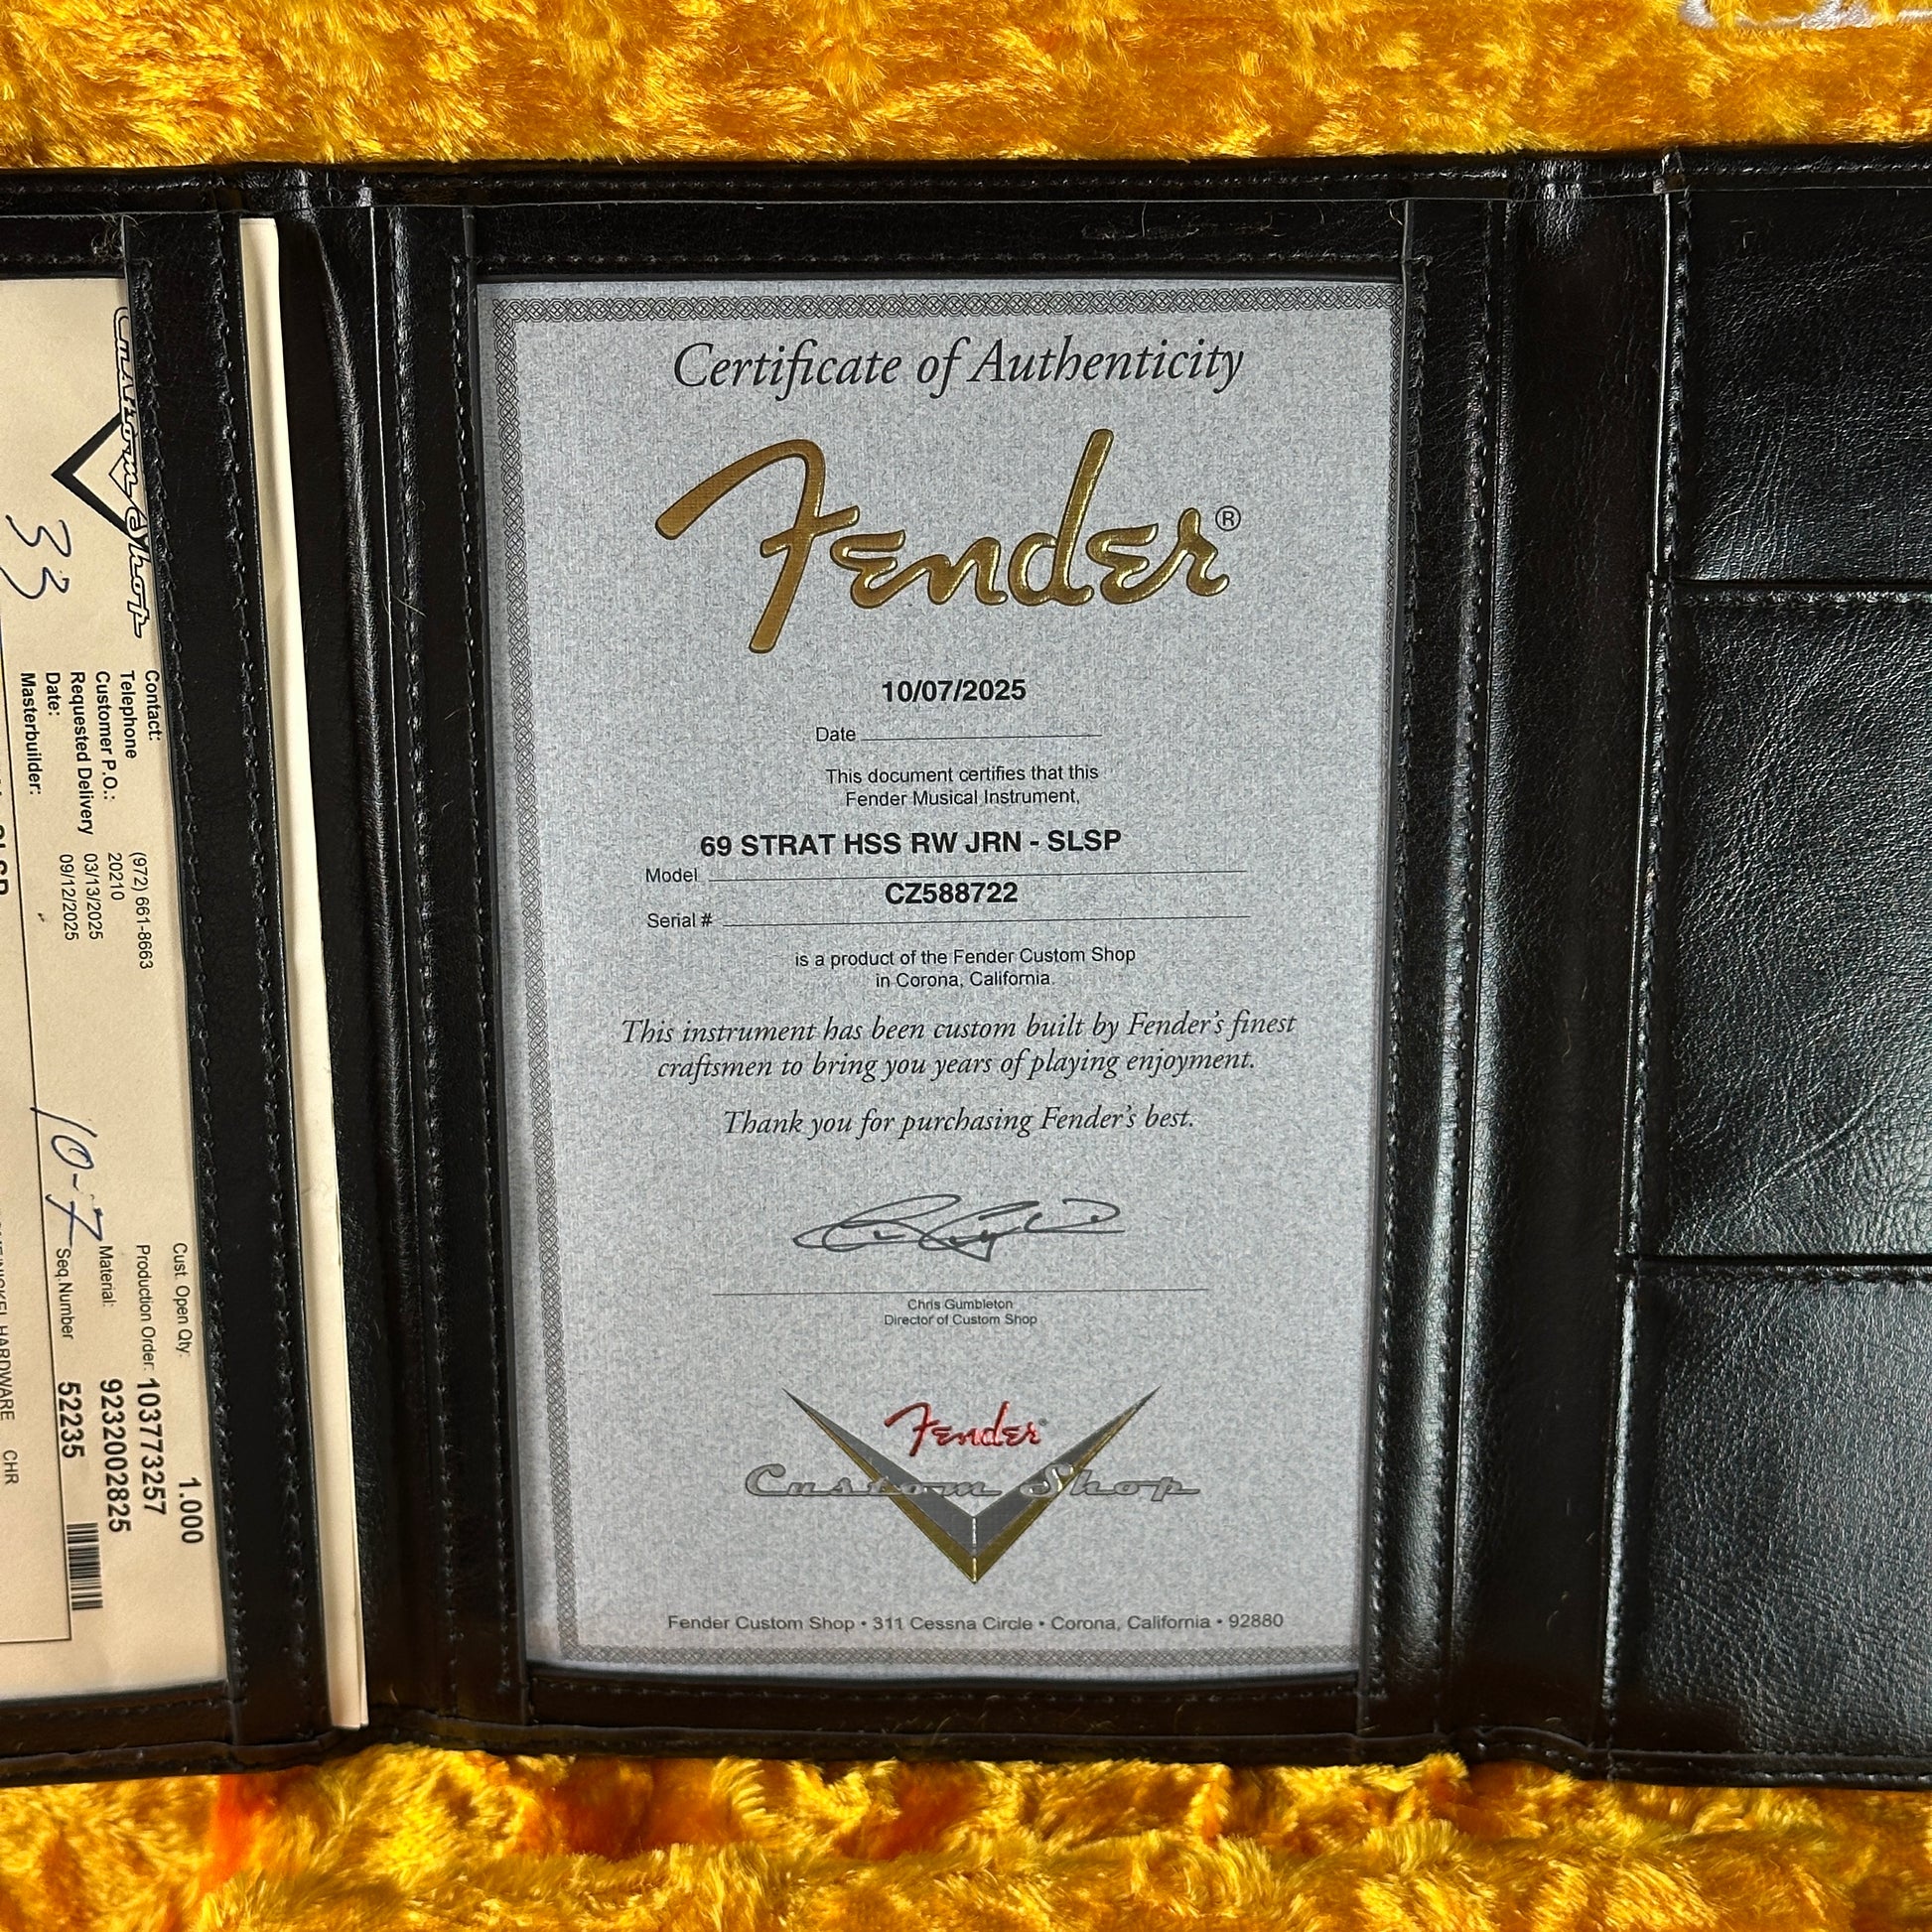 Custom Shop
33
Contact:
Telephone (972) 661-8663
Customer P.O.: 20210
Requested Delivery 03/13/2025
Date: 09/12/2025
Masterbuilder:
10-7
Cust. Open Qty: 1.000
Production Order: 103773257
Material: 9232002825
Seq.Number 52235
HARDWARE CHR
SLSP
Certificate of Authenticity
Fender®
10/07/2025
Date
This document certifies that this
Fender Musical Instrument,
69 STRAT HSS RW JRN - SLSP
Model
CZ588722
Serial #
is a product of the Fender Custom Shop
in Corona, California
This instrument has been custom built by Fender's finest
craftsmen to bring you years of playing enjoyment.
Thank you for purchasing Fender's best.
Chris Gumbleton
Director of Custom Shop
Fender
Custom Shop
Fender Custom Shop • 311 Cessna Circle • Corona, California • 92880